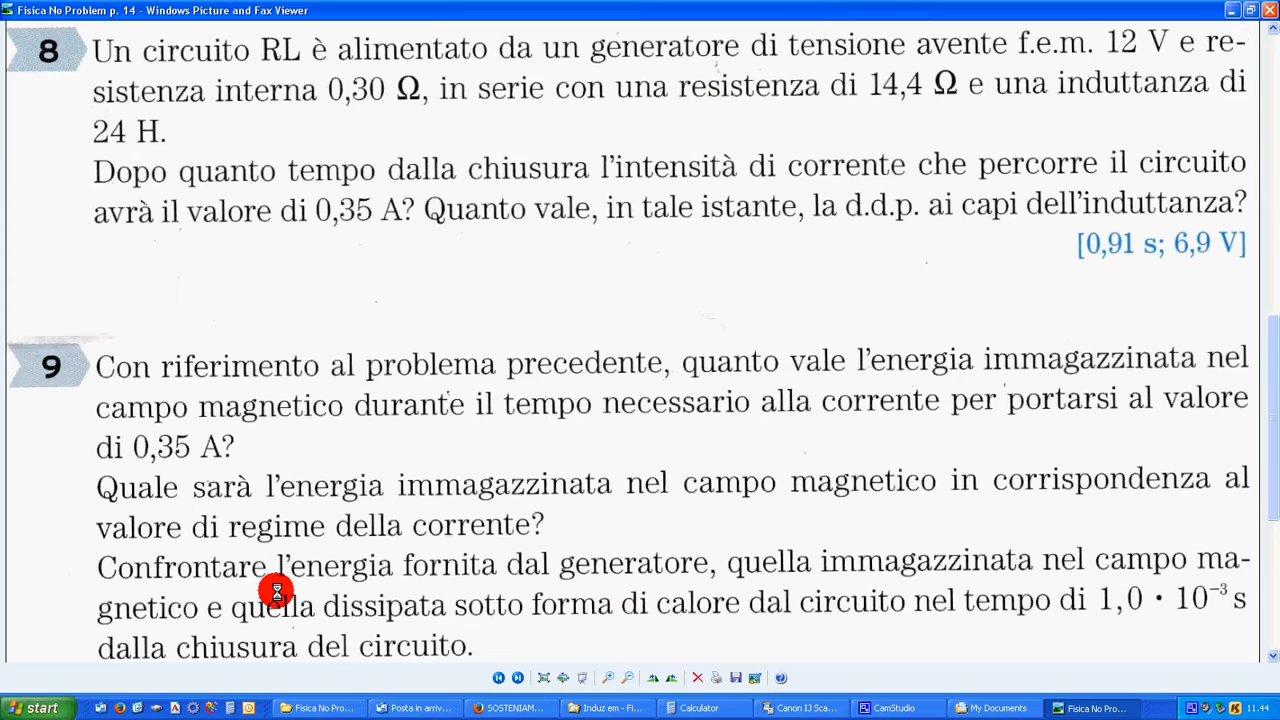 Fisica No Problem p. 14 - Windows Picture and Fax Viewer
8 Un circuito RL è alimentato da un generatore di tensione avente f.e.m. 12 V e re-
sistenza interna 0,30 Ω, in serie con una resistenza di 14,4 Ω e una induttanza di
24 H.
Dopo quanto tempo dalla chiusura l'intensità di corrente che percorre il circuito
avrà il valore di 0,35 A? Quanto vale, in tale istante, la d.d.p. ai capi dell'induttanza?
[0,91 s; 6,9 V]
9 Con riferimento al problema precedente, quanto vale l'energia immagazzinata nel
campo magnetico durante il tempo necessario alla corrente per portarsi al valore
di 0,35 A?
Quale sarà l'energia immagazzinata nel campo magnetico in corrispondenza al
valore di regime della corrente?
Confrontare l'energia fornita dal generatore, quella immagazzinata nel campo ma-
gnetico e quella dissipata sotto forma di calore dal circuito nel tempo di 1,0 · 10⁻³ s
dalla chiusura del circuito.
start Fisica No Pro... Posta in arriv... SOSTENIAM... Induz em - Fi... Calculator Canon IJ Sca... CamStudio My Documents Fisica No Pro... 11.44